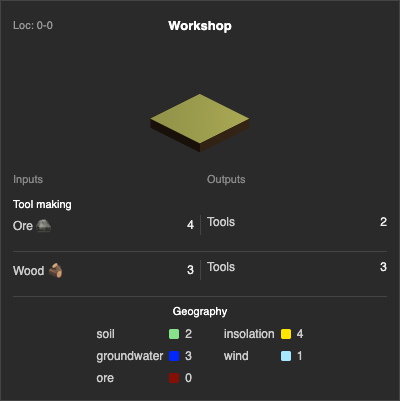 Loc: 0-0
Workshop
Inputs Outputs
Tool making
Ore 4 Tools 2
Wood 3 Tools 3
Geography
soil 2 insolation 4
groundwater 3 wind 1
ore 0